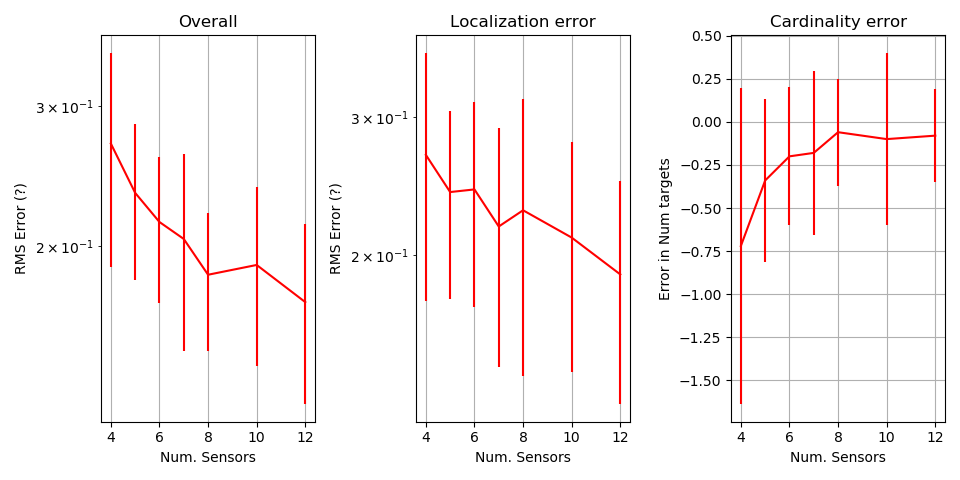 Overall
Localization error
Cardinality error
RMS Error (?)
3 × 10⁻¹
2 × 10⁻¹
4 6 8 10 12
Num. Sensors
RMS Error (?)
3 × 10⁻¹
2 × 10⁻¹
4 6 8 10 12
Num. Sensors
Error in Num targets
0.50
0.25
0.00
−0.25
−0.50
−0.75
−1.00
−1.25
−1.50
4 6 8 10 12
Num. Sensors